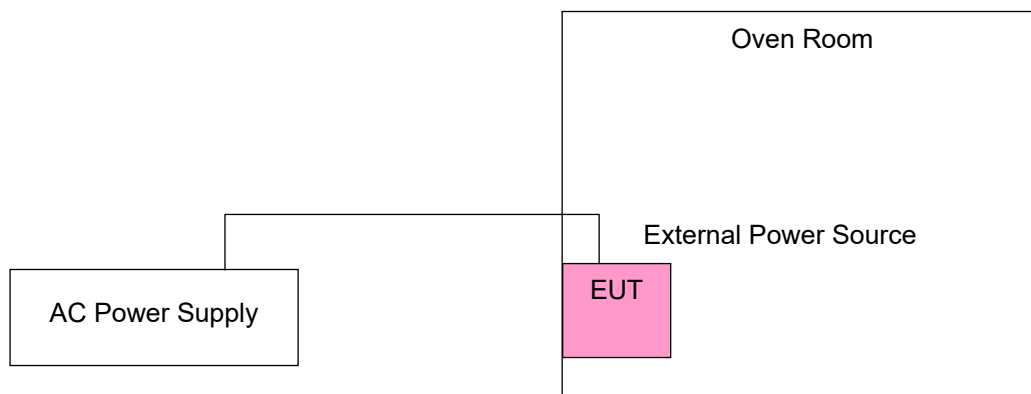 Oven Room
External Power Source
EUT
AC Power Supply